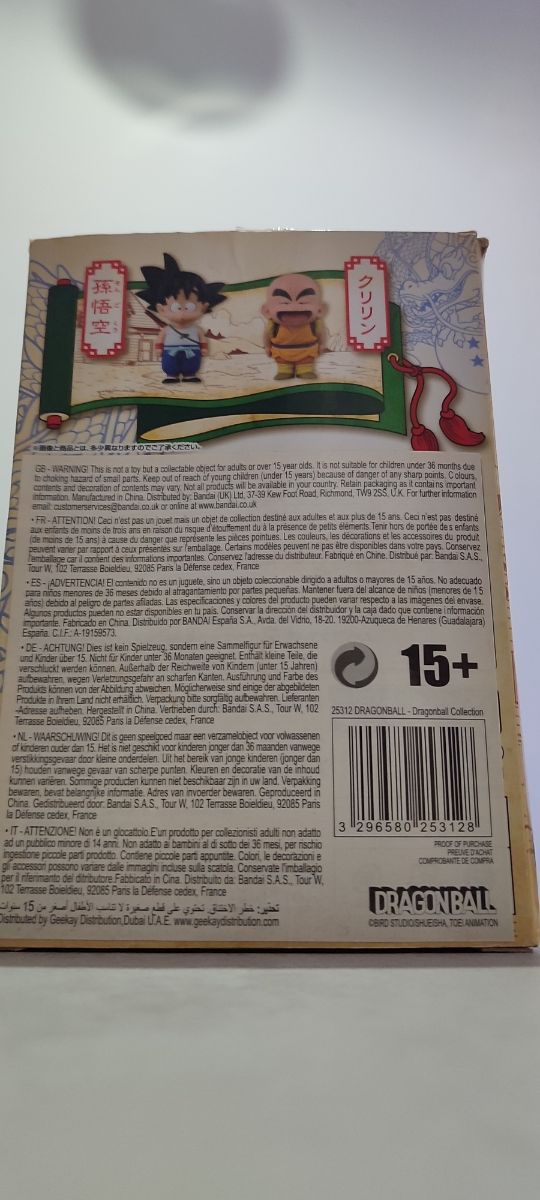 孫悟空
そんごくう
クリリン
※画像と商品とは、多少異なりますのでご了承ください。
GB - WARNING! This is not a toy but a collectable object for adults or over 15 year olds. It is not suitable for children under 36 months due
to choking hazard of small parts. Keep out of reach of young children (under 15 years) because of danger of any sharp points. Colours,
contents and decoration of contents may vary. Not all products will be available in your country. Retain packaging as it contains important
information. Manufactured in China. Distributed by: Bandai (UK) Ltd, 37-39 Kew Foot Road, Richmond, TW9 2SS, U.K. For further information
email: customerservices@bandai.co.uk or online at www.bandai.co.uk
• FR - ATTENTION! Ceci n'est pas un jouet mais un objet de collection destiné aux adultes et aux plus de 15 ans. Ceci n'est pas destiné
aux enfants de moins de trois ans en raison du risque d'étouffement dû à la présence de petits éléments. Tenir hors de portée des enfants
(de moins de 15 ans) à cause du danger que représente les pièces pointues. Les couleurs, les décorations et les accessoires du produit
peuvent varier par rapport à ceux présentés sur l'emballage. Certains modèles peuvent ne pas être disponibles dans votre pays. Conservez
l'emballage car il contient des informations importantes. Conservez l'adresse du distributeur. Fabriqué en Chine. Distribué par: Bandai S.A.S.,
Tour W, 102 Terrasse Boieldieu, 92085 Paris la Défense cedex, France
• ES - ¡ADVERTENCIA! El contenido no es un juguete, sino un objeto coleccionable dirigido a adultos o mayores de 15 años. No adecuado
para niños menores de 36 meses debido al atragantamiento por partes pequeñas. Mantener fuera del alcance de niños (menores de 15
años) debido al peligro de partes afiladas. Las especificaciones y colores del producto pueden variar respecto a las imágenes del envase.
Algunos productos pueden no estar disponibles en tu país. Conservar la dirección del distribuidor y la caja dado que contiene información
importante. Fabricado en China. Distribuido por BANDAI España S.A., Avda. del Vidrio, 18-20. 19200-Azuqueca de Henares (Guadalajara)
España. C.I.F.: A-19159573.
• DE - ACHTUNG! Dies ist kein Spielzeug, sondern eine Sammelfigur für Erwachsene
und Kinder über 15. Nicht für Kinder unter 36 Monaten geeignet. Enthält kleine Teile, die
verschluckt werden können. Außerhalb der Reichweite von Kindern (unter 15 Jahren)
aufbewahren, wegen Verletzungsgefahr an scharfen Kanten. Ausführung und Farbe des
Produkts können von der Abbildung abweichen. Möglicherweise sind einige der abgebildeten
Produkte in Ihrem Land nicht erhältlich. Verpackung bitte sorgfältig aufbewahren. Lieferanten
-Adresse aufheben. Hergestellt in China. Vertrieben durch: Bandai S.A.S., Tour W, 102
Terrasse Boieldieu, 92085 Paris la Défense cedex, France
15+
• NL - WAARSCHUWING! Dit is geen speelgoed maar een verzamelobject voor volwassenen
of kinderen ouder dan 15. Het is niet geschikt voor kinderen jonger dan 36 maanden vanwege
verstikkingsgevaar door kleine onderdelen. Uit het bereik van jonge kinderen (jonger dan
15) houden vanwege gevaar van scherpe punten. Kleuren en decoratie van de inhoud
kunnen variëren. Sommige producten kunnen niet beschikbaar zijn in uw land. Verpakking
bewaren, bevat belangrijke informatie. Adres van invoerder bewaren. Geproduceerd in
China. Gedistribueerd door: Bandai S.A.S., Tour W, 102 Terrasse Boieldieu, 92085 Paris
la Défense cedex, France
• IT - ATTENZIONE! Non è un giocattolo.E'un prodotto per collezionisti adulti non adatto
ad un pubblico minore di 14 anni. Non adatto ai bambini al di sotto dei 36 mesi, per rischio
ingestione piccole parti prodotto. Contiene piccole parti appuntite. Colori, le decorazioni e
gli accessori possono variare dalle immagini incluse sulla scatola. Conservate l'imballagio
per il riferimento del ditributore.Fabbicato in Cina. Distribuito da: Bandai S.A.S., Tour W,
102 Terrasse Boieldieu, 92085 Paris la Défense cedex, France
تحذير: خطر الاختناق. تحتوي على قطع صغيرة لا تناسب الأطفال أصغر من 15 سنوات
Distributed by Geekay Distribution,Dubai U.A.E. www.geekaydistribution.com
25312 DRAGONBALL - Dragonball Collection
3 296580 253128
PROOF OF PURCHASE
PREUVE D'ACHAT
COMPROBANTE DE COMPRA
DRAGONBALL
©BIRD STUDIO/SHUEISHA, TOEI ANIMATION